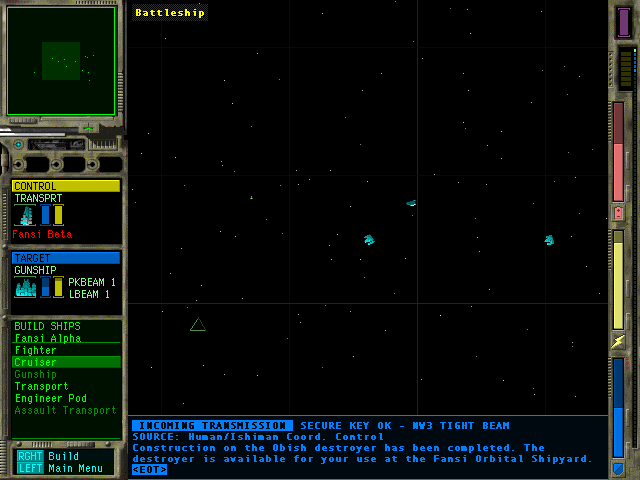 Battleship
CONTROL
TRANSPRT
Fansi Beta
TARGET
GUNSHIP
PKBEAM 1
LBEAM 1
BUILD SHIPS
Fansi Alpha
Fighter
Cruiser
Gunship
Transport
Engineer Pod
Assault Transport
RGHT Build
LEFT Main Menu
INCOMING TRANSMISSION SECURE KEY OK - NW3 TIGHT BEAM
SOURCE: Human/Ishiman Coord. Control
Construction on the Obish destroyer has been completed. The
destroyer is available for your use at the Fansi Orbital Shipyard.
<EOT>